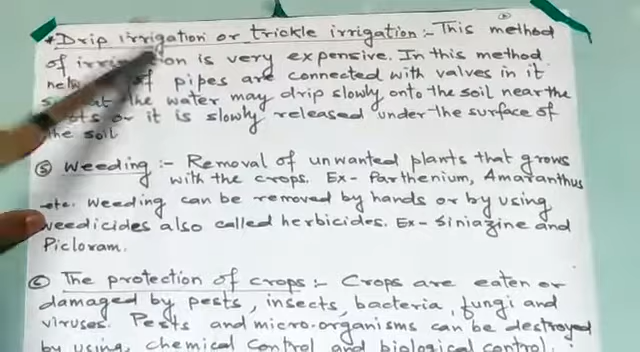 *Drip irrigation or trickle irrigation :- This method
of on is very expensive. In this method
of pipes are connected with valves in it
the water may drip slowly onto the soil near the
or it is slowly released under the surface of
the soil
⑤ Weeding :- Removal of unwanted plants that grows
with the crops. Ex- Parthenium, Amaranthus
etc. Weeding can be removed by hands or by using
weedicides also called herbicides. Ex- Siniazine and
Picloram.
⑥ The protection of crops :- Crops are eaten or
damaged by pests, insects, bacteria, fungi and
viruses. Pests and micro-organisms can be destroyed
by using, chemical control and biological control.